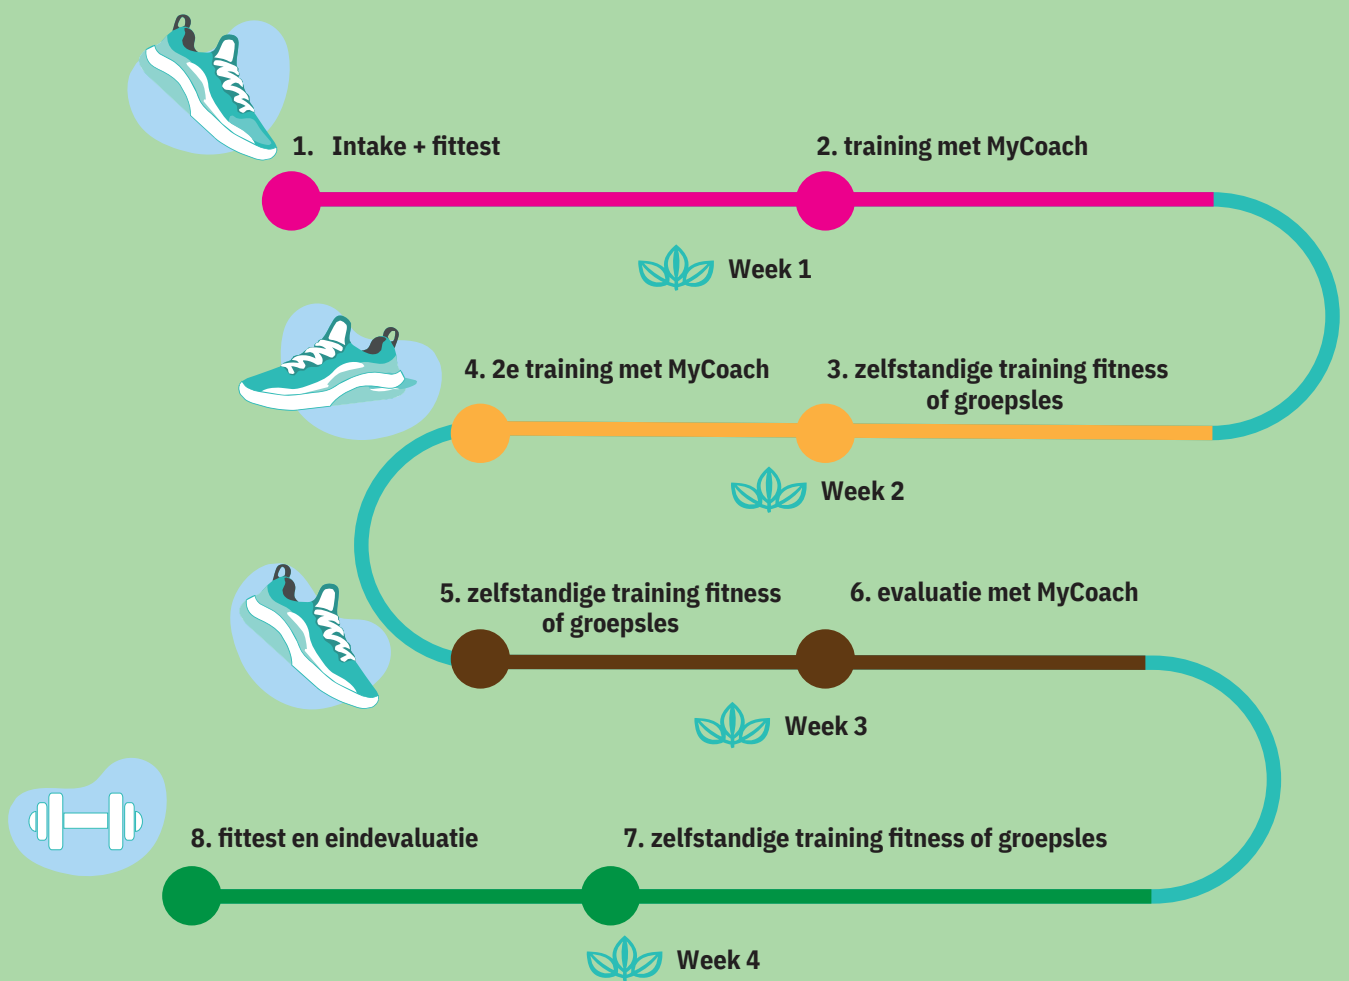 1. Intake + fittest
2. training met MyCoach
Week 1
3. zelfstandige training fitness
of groepsles
4. 2e training met MyCoach
Week 2
5. zelfstandige training fitness
of groepsles
6. evaluatie met MyCoach
Week 3
7. zelfstandige training fitness of groepsles
8. fittest en eindevaluatie
Week 4